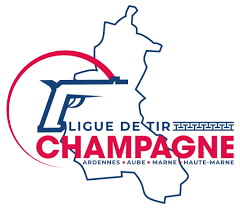 LIGUE DE TIR
CHAMPAGNE
ARDENNES • AUBE • MARNE • HAUTE-MARNE